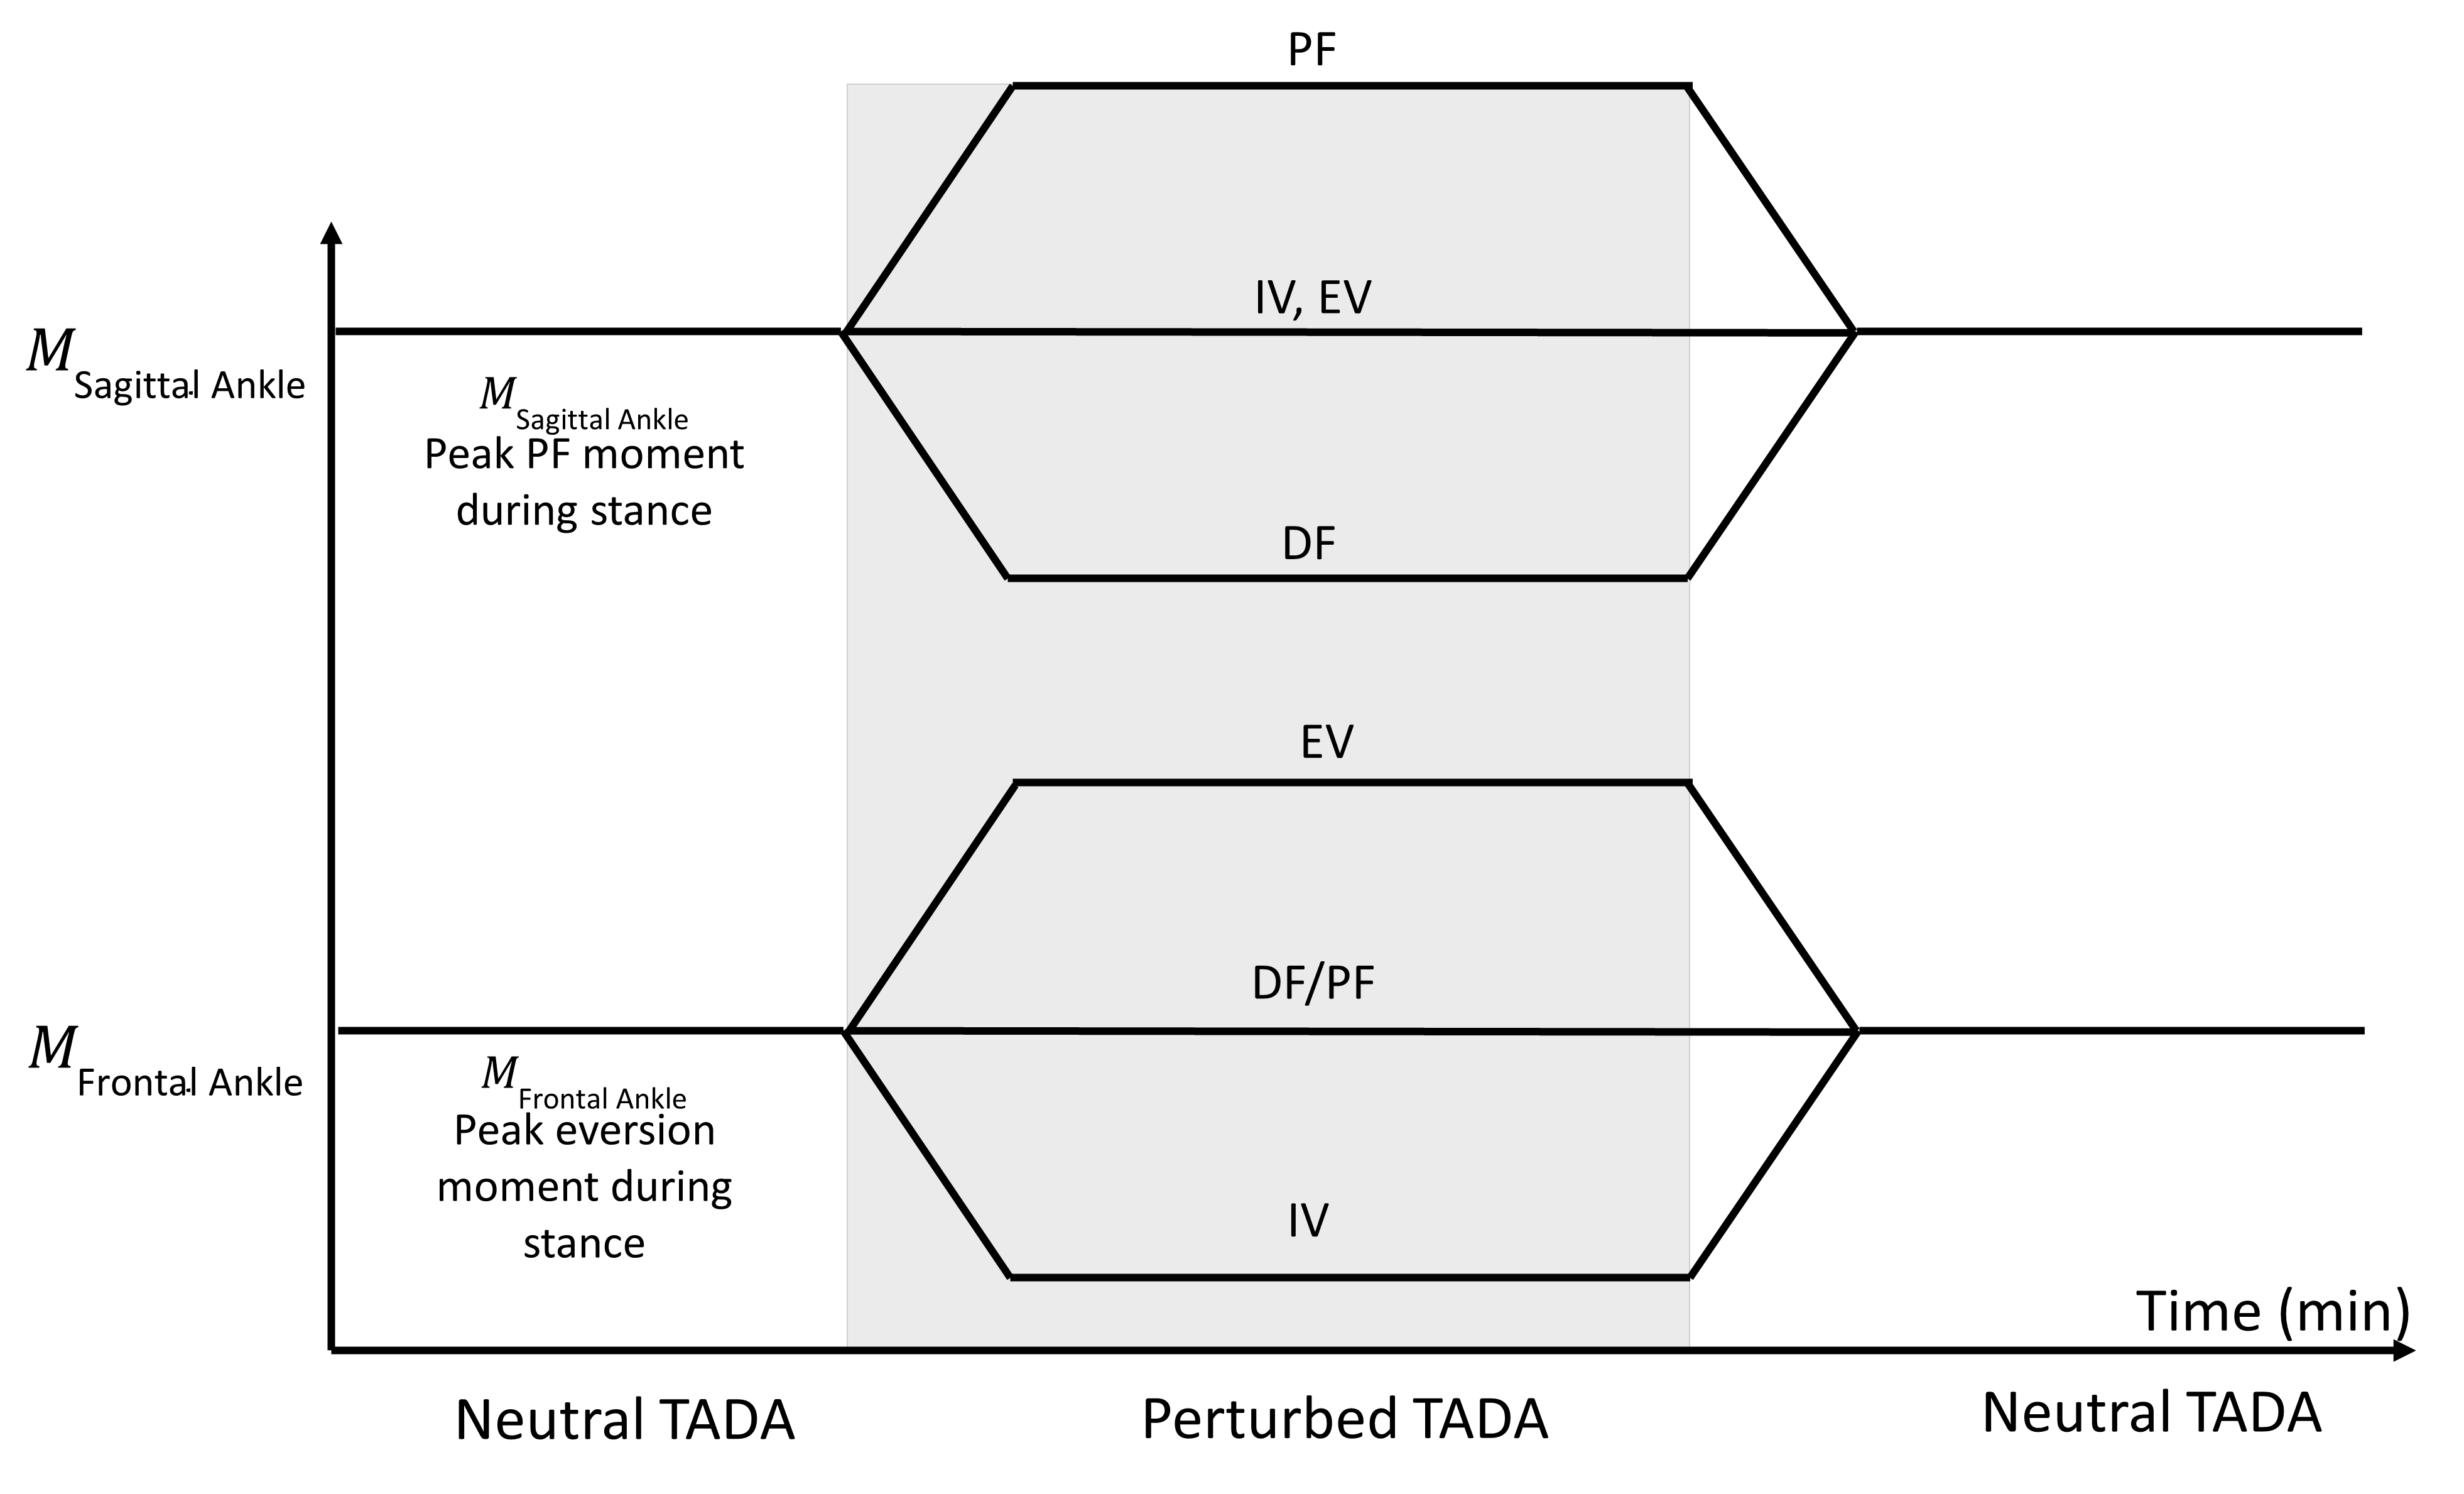 PF
IV, EV
M Sagittal Ankle
M Sagittal Ankle
Peak PF moment
during stance
DF
EV
DF/PF
M Frontal Ankle
M Frontal Ankle
Peak eversion
moment during
stance
IV
Time (min)
Neutral TADA
Perturbed TADA
Neutral TADA